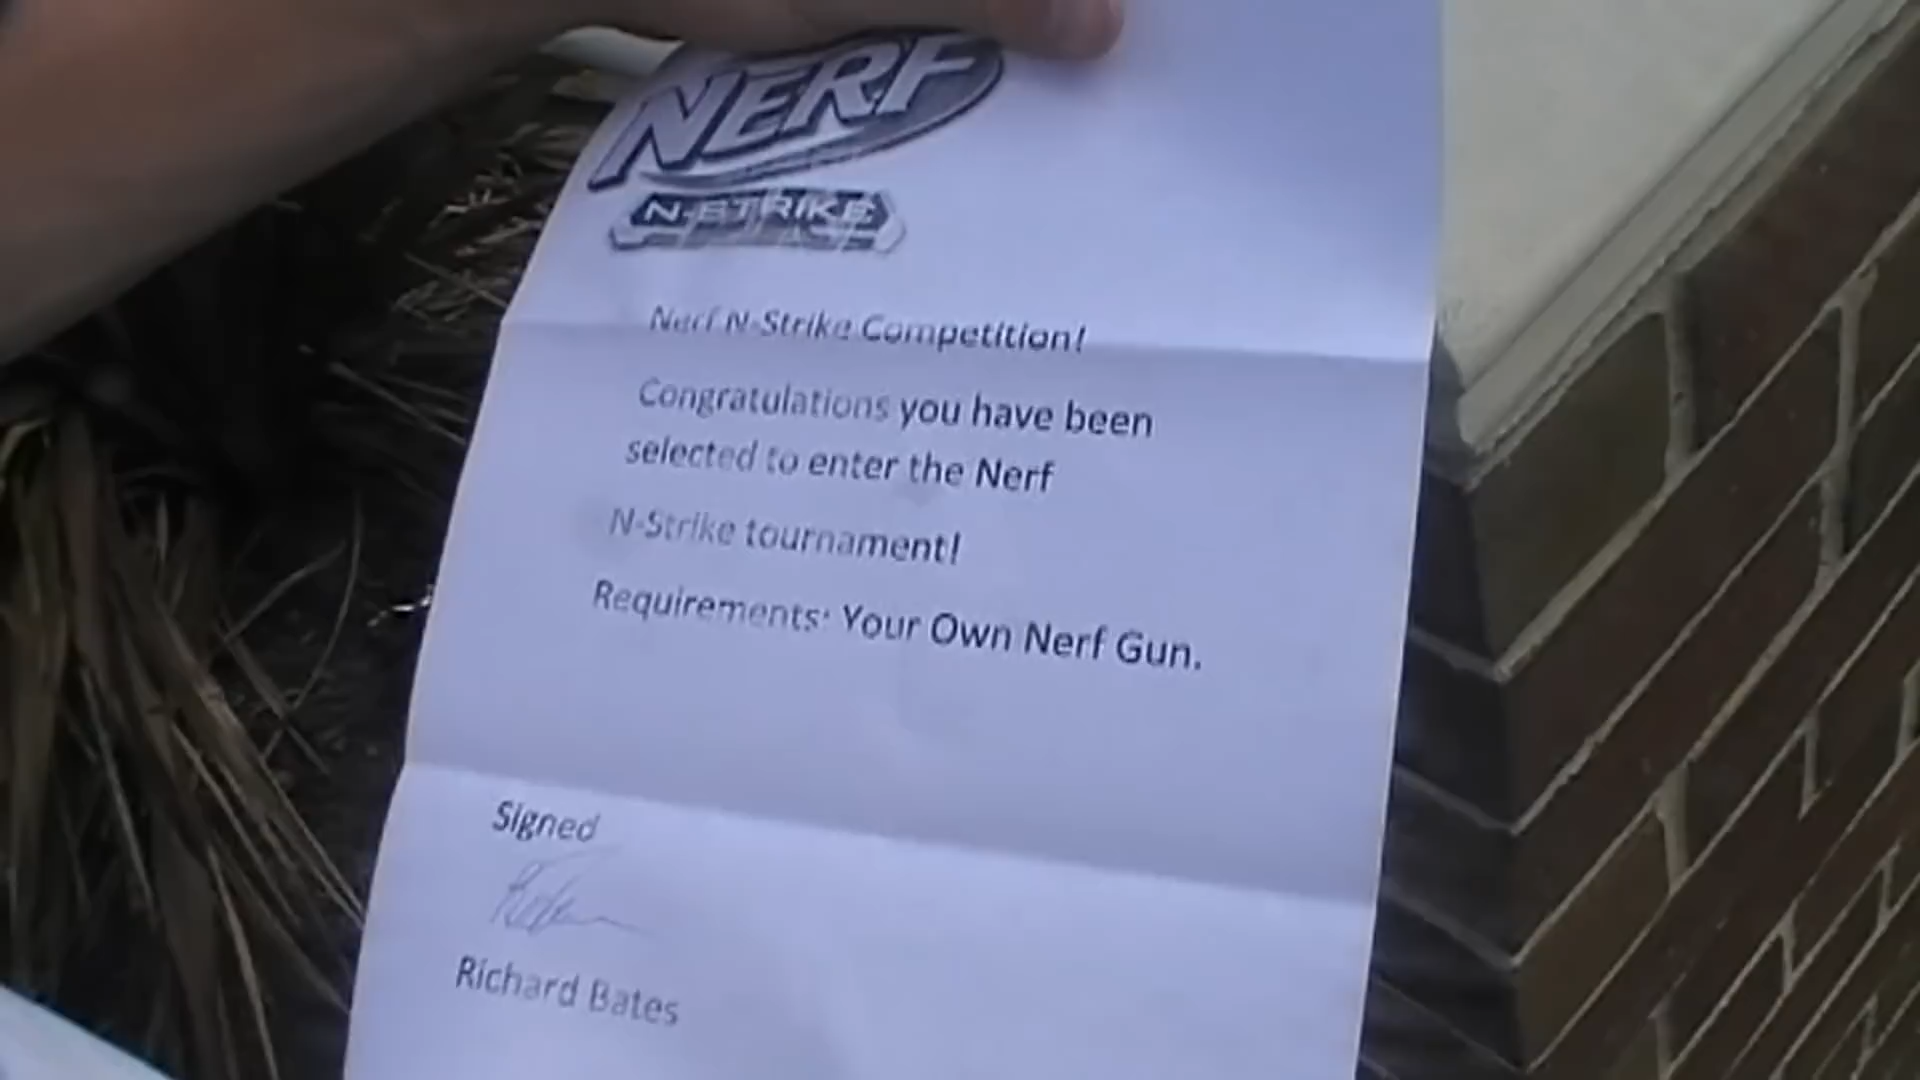 NERF
N-STRIKE
Nerf N-Strike Competition!
Congratulations you have been
selected to enter the Nerf
N-Strike tournament!
Requirements: Your Own Nerf Gun.
Signed
Richard Bates